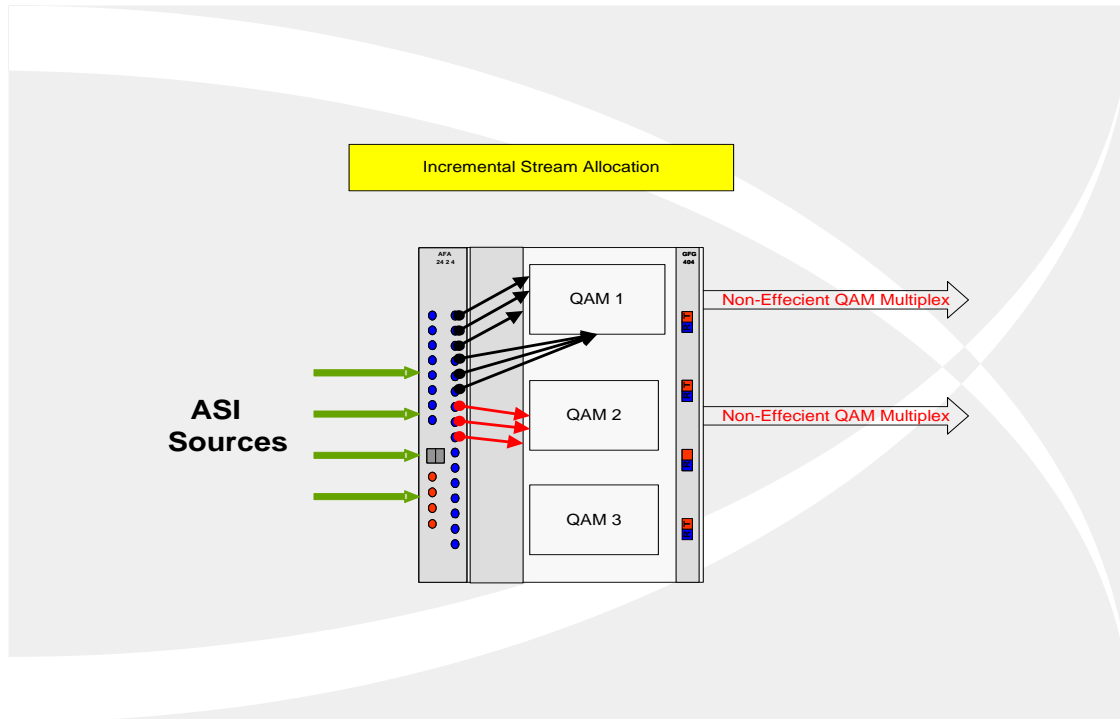 Incremental Stream Allocation
AFA
24 2 4
GFG
404
QAM 1
Non-Effecient QAM Multiplex
ASI
Sources
QAM 2
Non-Effecient QAM Multiplex
QAM 3